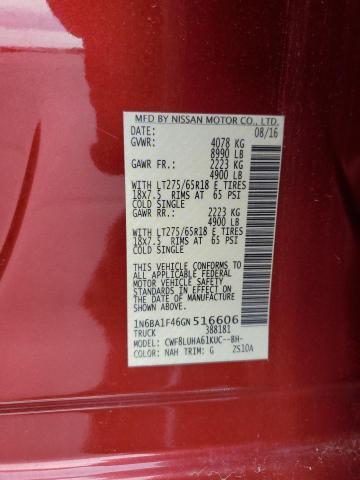 MFD BY NISSAN MOTOR CO., LTD.
DATE: 08/16
GVWR: 4078 KG
8990 LB
GAWR FR.: 2223 KG
4900 LB
WITH LT275/65R18 E TIRES
18x7.5 RIMS AT 65 PSI
COLD SINGLE
GAWR RR.: 2223 KG
4900 LB
WITH LT275/65R18 E TIRES
18x7.5 RIMS AT 65 PSI
COLD SINGLE
THIS VEHICLE CONFORMS TO
ALL APPLICABLE FEDERAL
MOTOR VEHICLE SAFETY
STANDARDS IN EFFECT ON
THE DATE OF MANUFACTURE
SHOWN ABOVE.
1N6BA1F46GN516606
TRUCK 388181
MODEL: CWF8LUHA61KUC--BH-
COLOR: NAH TRIM: G ZS10A